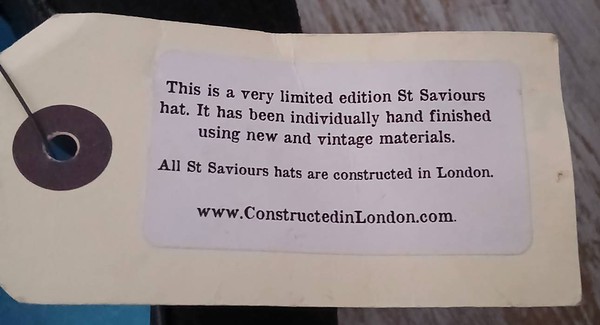 This is a very limited edition St Saviours
hat. It has been individually hand finished
using new and vintage materials.
All St Saviours hats are constructed in London.
www.ConstructedinLondon.com.